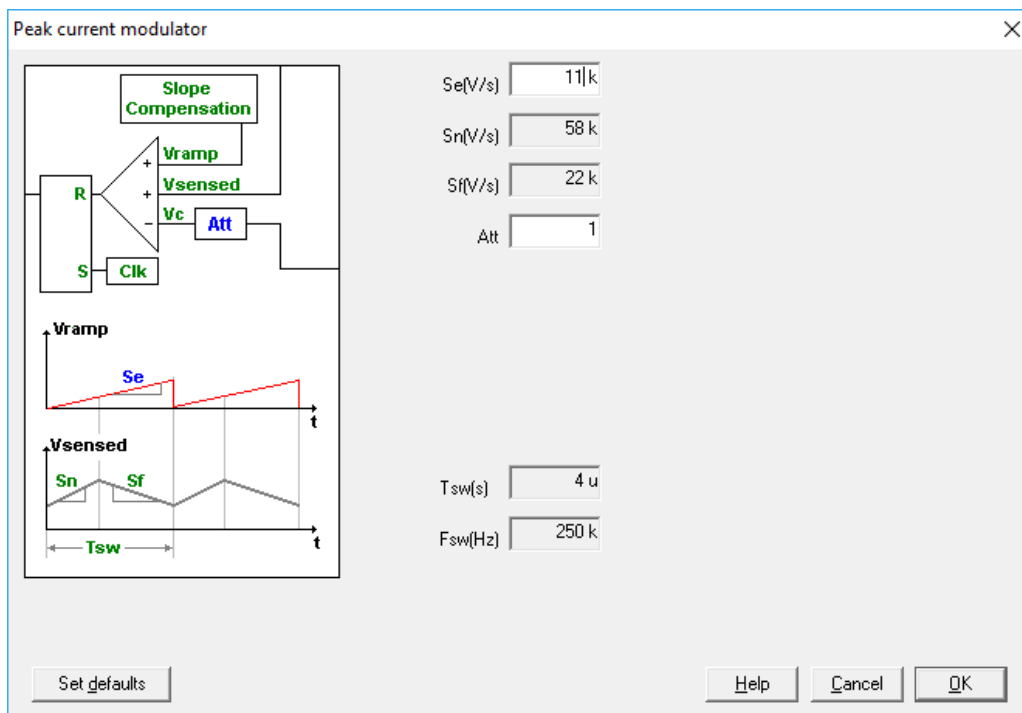 Peak current modulator
Slope
Compensation
Vramp
Vsensed
Vc
Att
R
S
Clk
Vramp
Se
t
Vsensed
Sn
Sf
t
Tsw
Se(V/s) 11 k
Sn(V/s) 58 k
Sf(V/s) 22 k
Att 1
Tsw(s) 4 u
Fsw(Hz) 250 k
Set defaults
Help
Cancel
OK